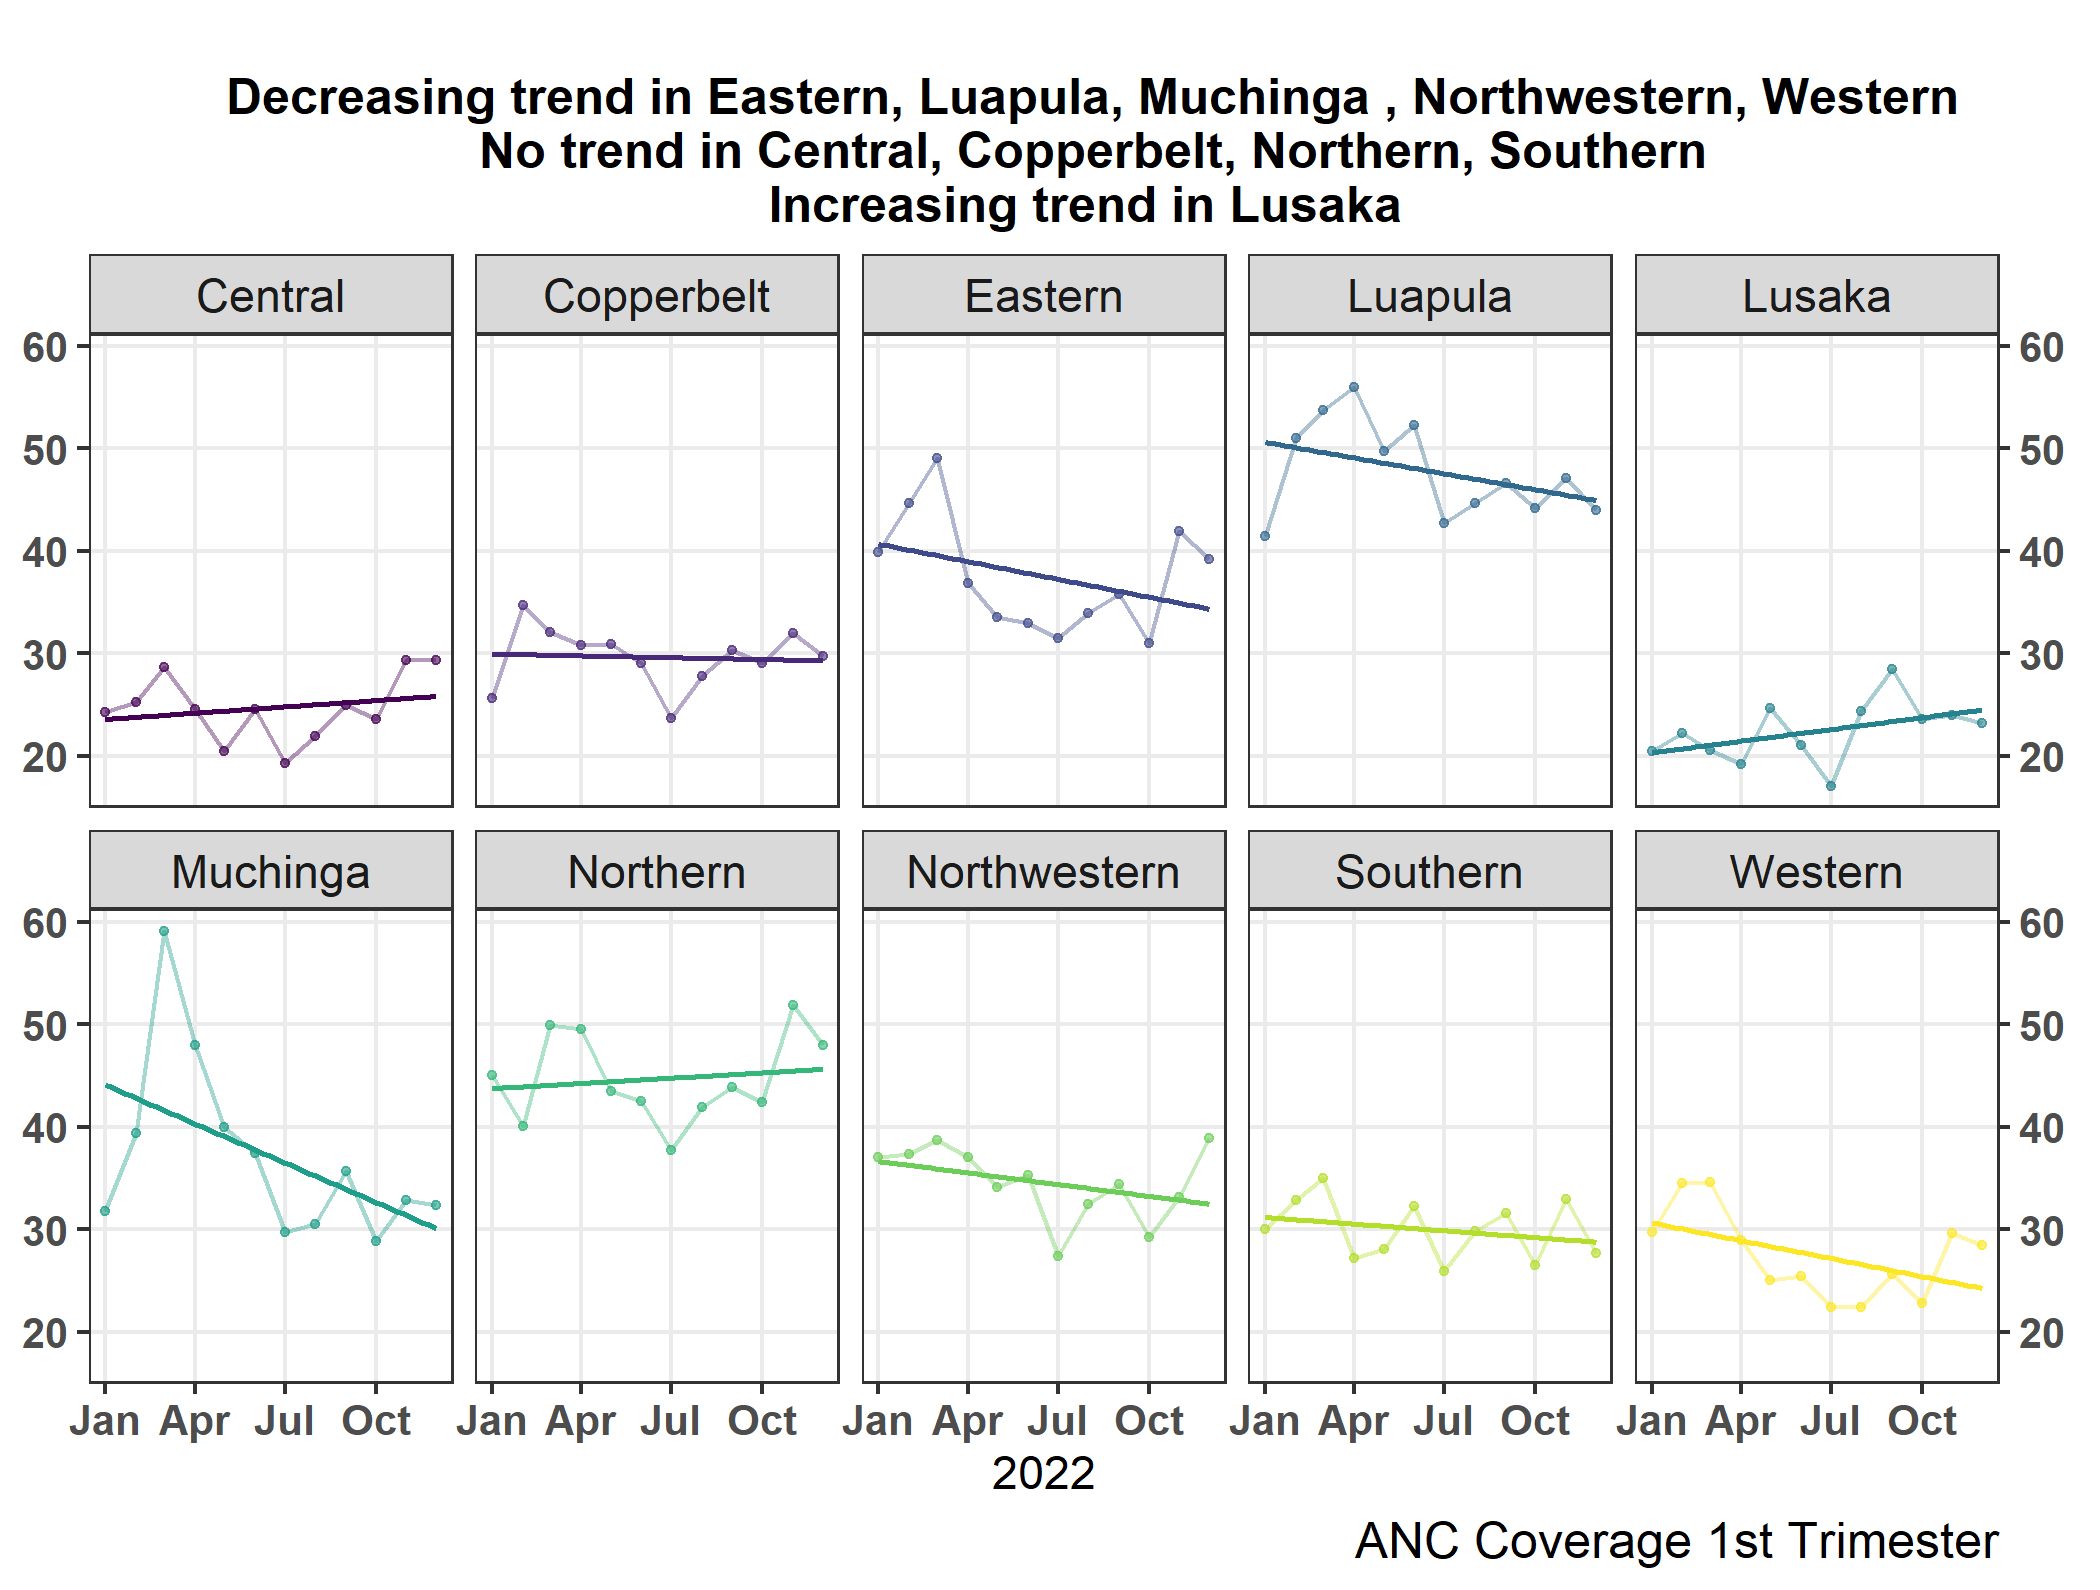 Decreasing trend in Eastern, Luapula, Muchinga , Northwestern, Western
No trend in Central, Copperbelt, Northern, Southern
Increasing trend in Lusaka
Central Copperbelt Eastern Luapula Lusaka
60 60
50 50
40 40
30 30
20 20
Muchinga Northern Northwestern Southern Western
60 60
50 50
40 40
30 30
20 20
Jan Apr Jul Oct Jan Apr Jul Oct Jan Apr Jul Oct Jan Apr Jul Oct Jan Apr Jul Oct
2022
ANC Coverage 1st Trimester